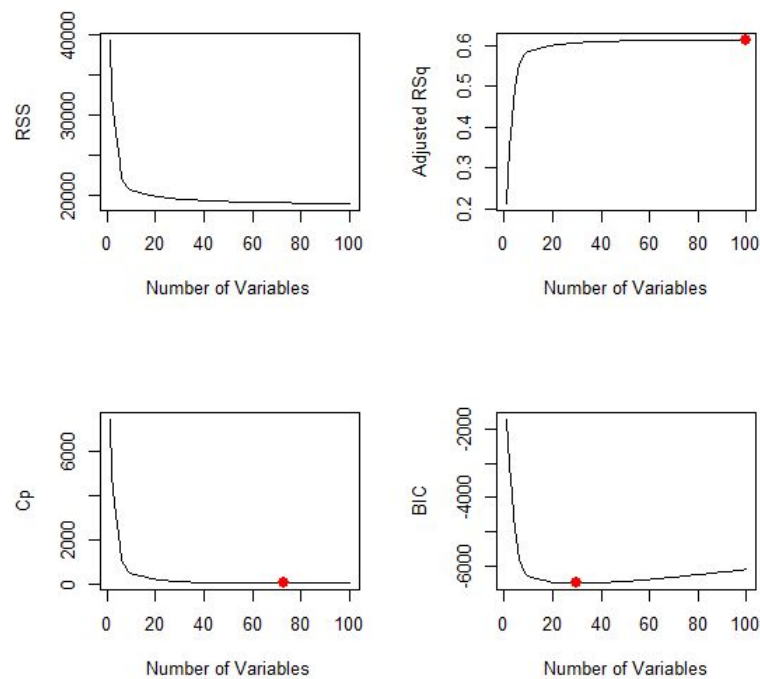 RSS
40000
30000
20000
0 20 40 60 80 100
Number of Variables
Adjusted RSq
0.6
0.5
0.4
0.3
0.2
0 20 40 60 80 100
Number of Variables
Cp
6000
2000
0
0 20 40 60 80 100
Number of Variables
BIC
-2000
-4000
-6000
0 20 40 60 80 100
Number of Variables